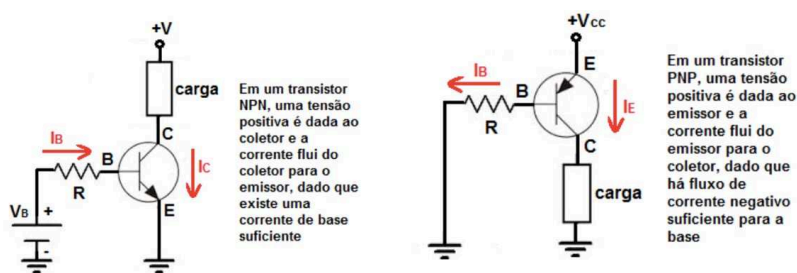 +V
carga
C
IB
B
R
IC
E
VB
+
-
Em um transistor
NPN, uma tensão
positiva é dada ao
coletor e a
corrente flui do
coletor para o
emissor, dado que
existe uma
corrente de base
suficiente
+VCC
E
IB
B
R
IE
C
carga
Em um transistor
PNP, uma tensão
positiva é dada ao
emissor e a
corrente flui do
emissor para o
coletor, dado que
há fluxo de
corrente negativo
suficiente para a
base